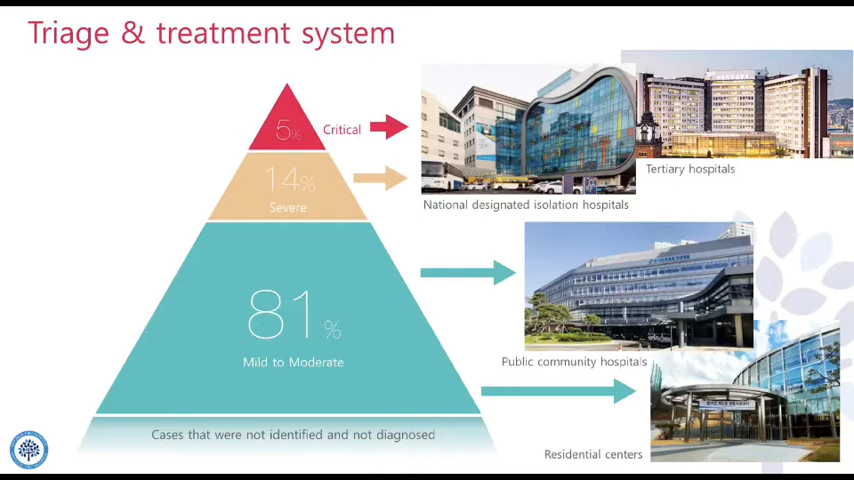 Triage & treatment system
5%
Critical
14%
Severe
81 %
Mild to Moderate
Cases that were not identified and not diagnosed
National designated isolation hospitals
Tertiary hospitals
Public community hospitals
Residential centers